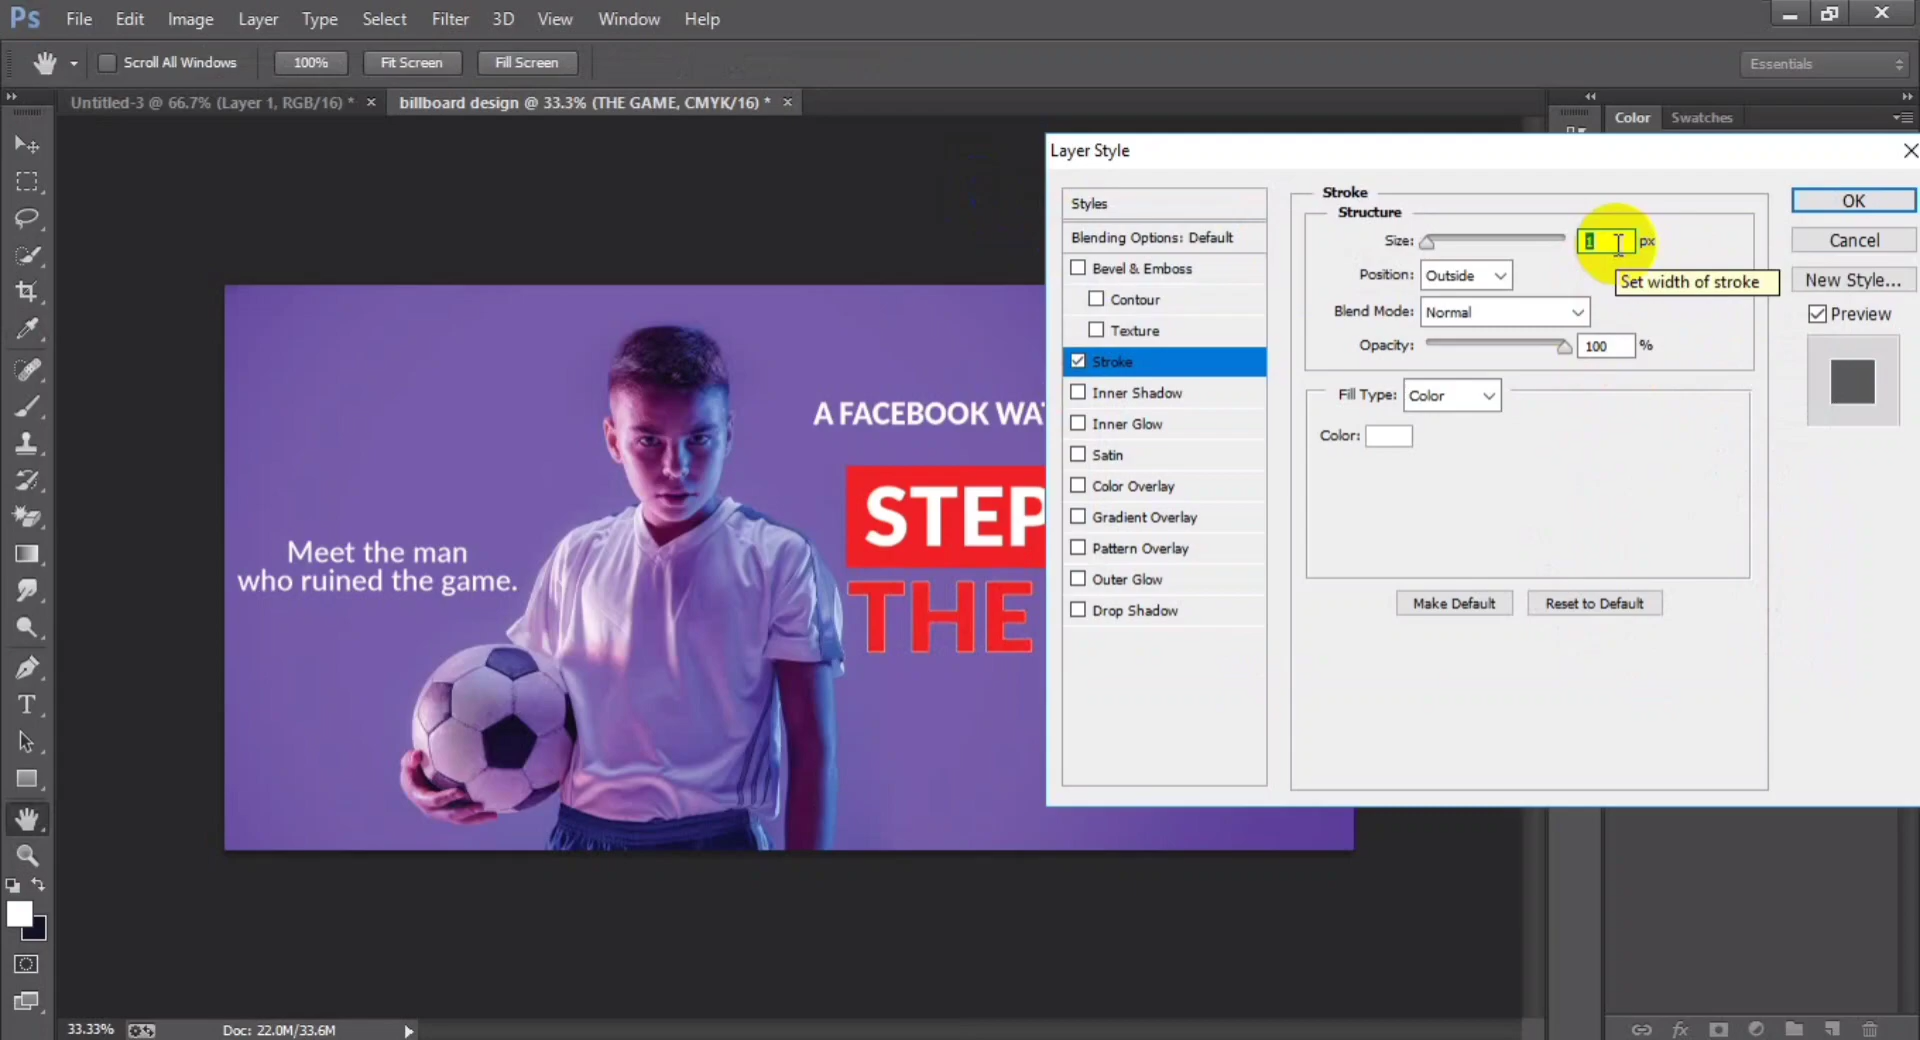 Ps File Edit Image Layer Type Select Filter 3D View Window Help
Scroll All Windows 100% Fit Screen Fill Screen Essentials
Untitled-3 @ 66.7% (Layer 1, RGB/16) * × billboard design @ 33.3% (THE GAME, CMYK/16) * ×
Color Swatches
Layer Style
Styles
Blending Options: Default
Bevel & Emboss
Contour
Texture
Stroke
Inner Shadow
Inner Glow
Satin
Color Overlay
Gradient Overlay
Pattern Overlay
Outer Glow
Drop Shadow
Stroke
Structure
Size: 1 px
Position: Outside
Set width of stroke
Blend Mode: Normal
Opacity: 100 %
Fill Type: Color
Color:
Make Default Reset to Default
OK
Cancel
New Style...
Preview
Meet the man
who ruined the game.
A FACEBOOK WAT
STEP
THE
33.33% Doc: 22.0M/33.6M
fx